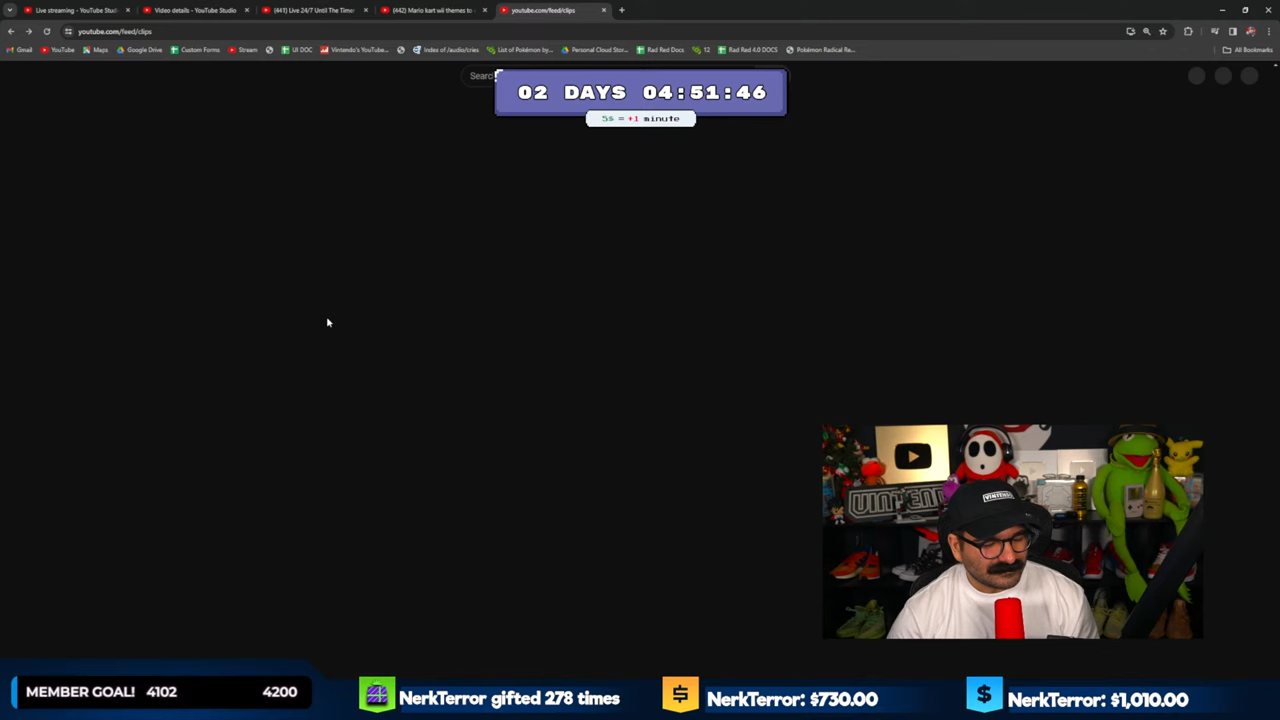 Live streaming - YouTube Studi
Video details - YouTube Studio
(441) Live 24/7 Until The Timer
(442) Mario kart wii themes to
youtube.com/feed/clips
youtube.com/feed/clips
Gmail
YouTube
Maps
Google Drive
Custom Forms
Stream
UI DOC
Vintendo's YouTube...
Index of /audio/cries
List of Pokémon by...
Personal Cloud Stor...
Rad Red Docs
12
Rad Red 4.0 DOCS
Pokémon Radical Re...
All Bookmarks
Searc
02 DAYS 04:51:46
5$ = +1 minute
VINTENDO
VINTEN
MEMBER GOAL! 4102 4200
NerkTerror gifted 278 times
NerkTerror: $730.00
NerkTerror: $1,010.00